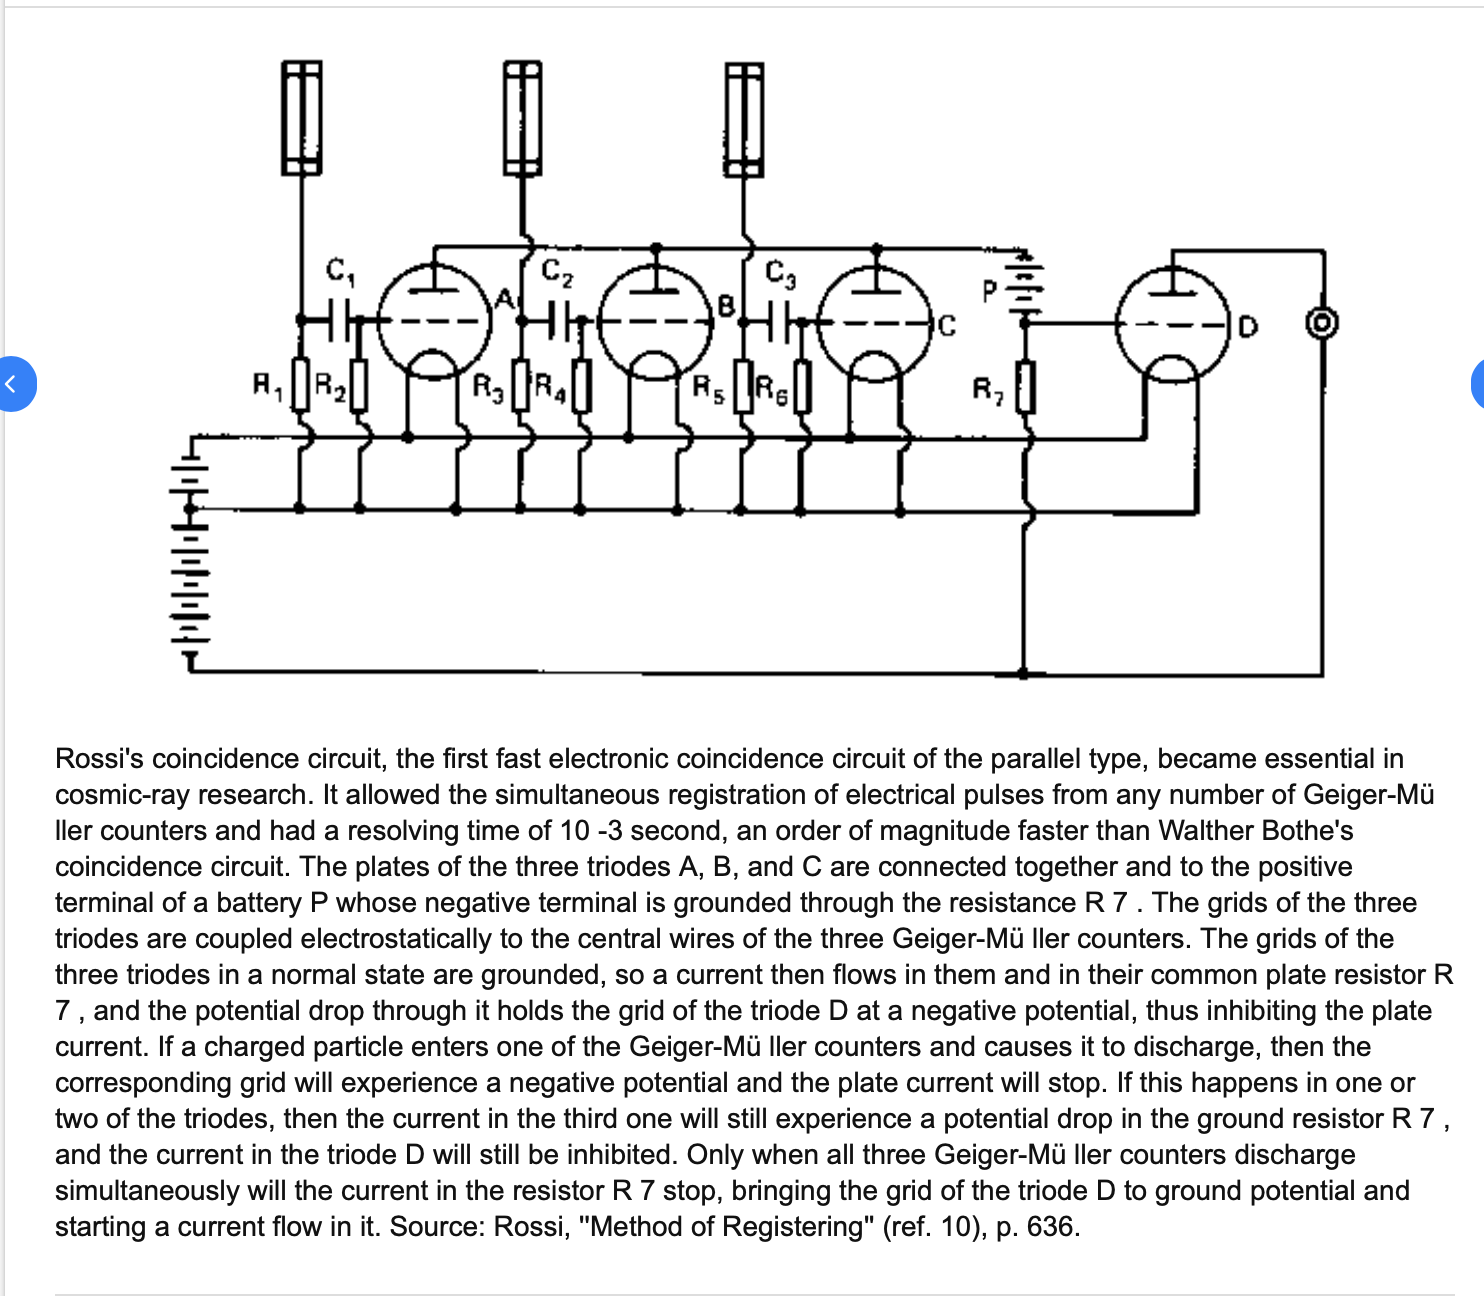 C₁
C₂
C₃
A
B
C
P
D
R₁
R₂
R₃
R₄
R₅
R₆
R₇
Rossi's coincidence circuit, the first fast electronic coincidence circuit of the parallel type, became essential in
cosmic-ray research. It allowed the simultaneous registration of electrical pulses from any number of Geiger-Mü
ller counters and had a resolving time of 10 -3 second, an order of magnitude faster than Walther Bothe's
coincidence circuit. The plates of the three triodes A, B, and C are connected together and to the positive
terminal of a battery P whose negative terminal is grounded through the resistance R 7 . The grids of the three
triodes are coupled electrostatically to the central wires of the three Geiger-Mü ller counters. The grids of the
three triodes in a normal state are grounded, so a current then flows in them and in their common plate resistor R
7 , and the potential drop through it holds the grid of the triode D at a negative potential, thus inhibiting the plate
current. If a charged particle enters one of the Geiger-Mü ller counters and causes it to discharge, then the
corresponding grid will experience a negative potential and the plate current will stop. If this happens in one or
two of the triodes, then the current in the third one will still experience a potential drop in the ground resistor R 7 ,
and the current in the triode D will still be inhibited. Only when all three Geiger-Mü ller counters discharge
simultaneously will the current in the resistor R 7 stop, bringing the grid of the triode D to ground potential and
starting a current flow in it. Source: Rossi, "Method of Registering" (ref. 10), p. 636.